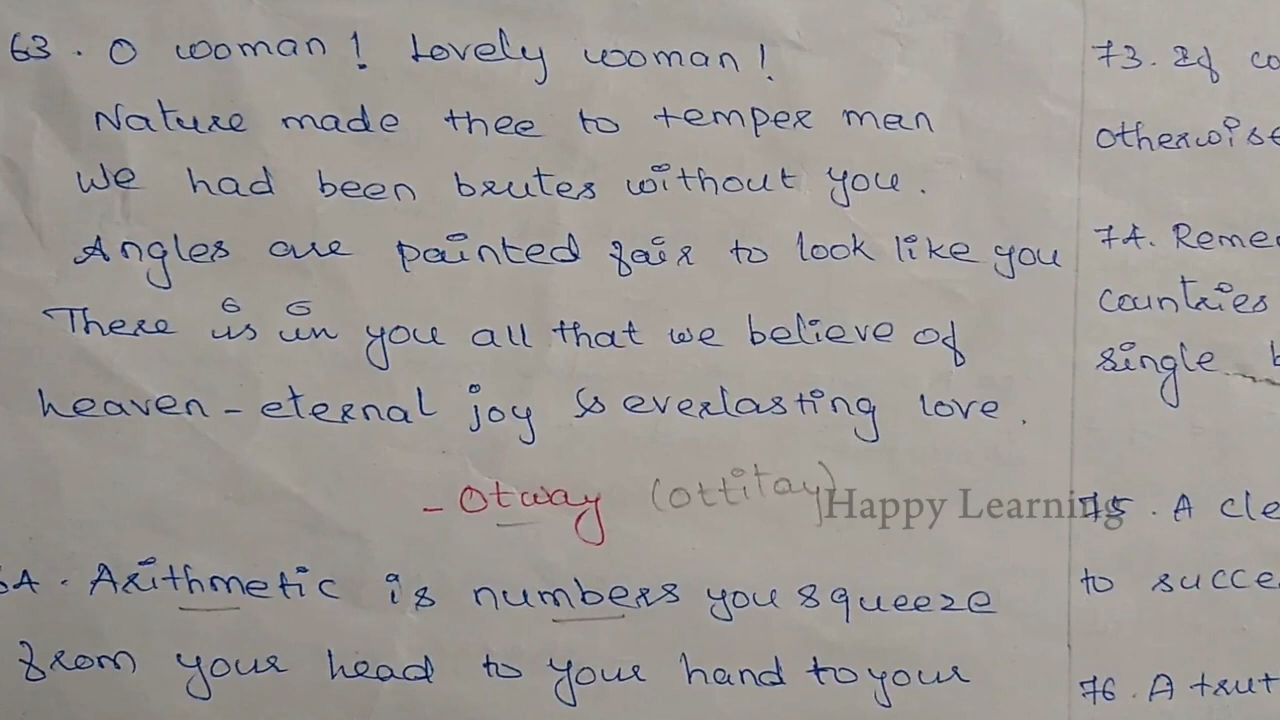 63. O woman! Lovely woman!
Nature made thee to temper man
We had been brutes without you.
Angles are painted fair to look like you
There is in you all that we believe of
heaven - eternal joy & everlasting love.
- Otway (Ottitay)
Happy Learning
64. Arithmetic is numbers you squeeze
from your head to your hand to your
73. If co
otherwise
74. Reme
countries
single b
75. A cle
to succe
76. A trut